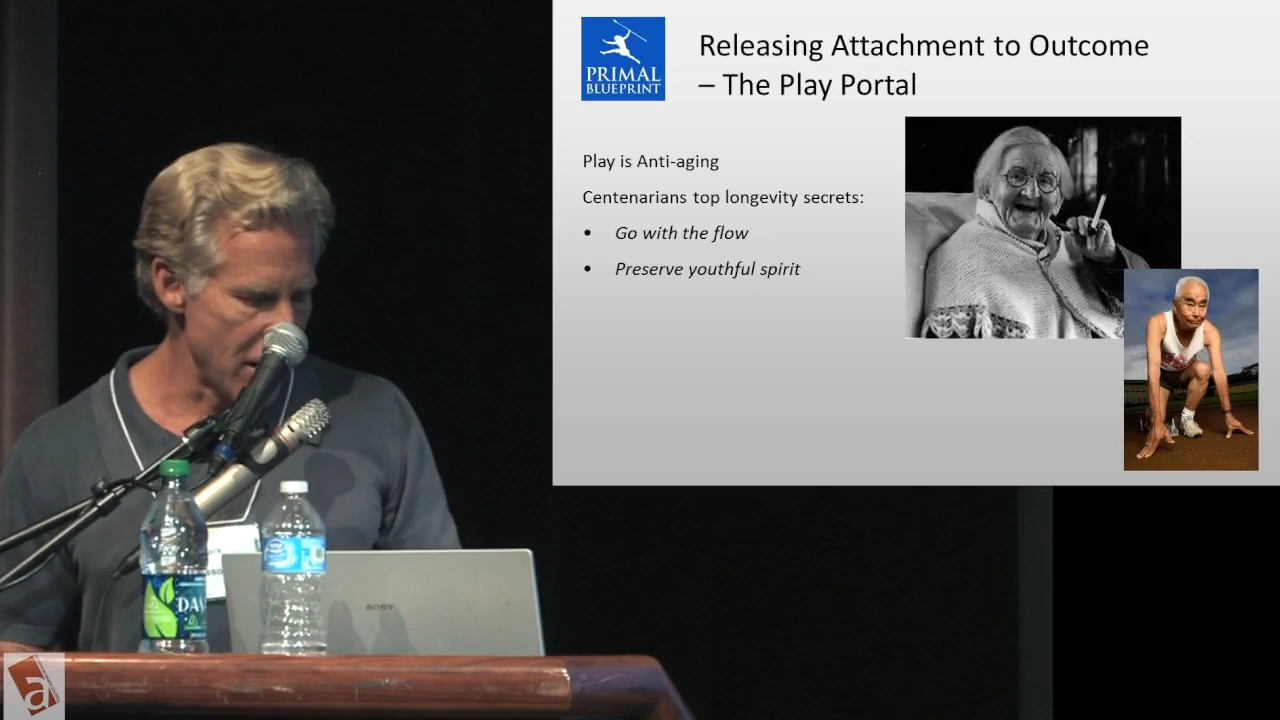 PRIMAL
BLUEPRINT
Releasing Attachment to Outcome
– The Play Portal
Play is Anti-aging
Centenarians top longevity secrets:
• Go with the flow
• Preserve youthful spirit
SONY
a